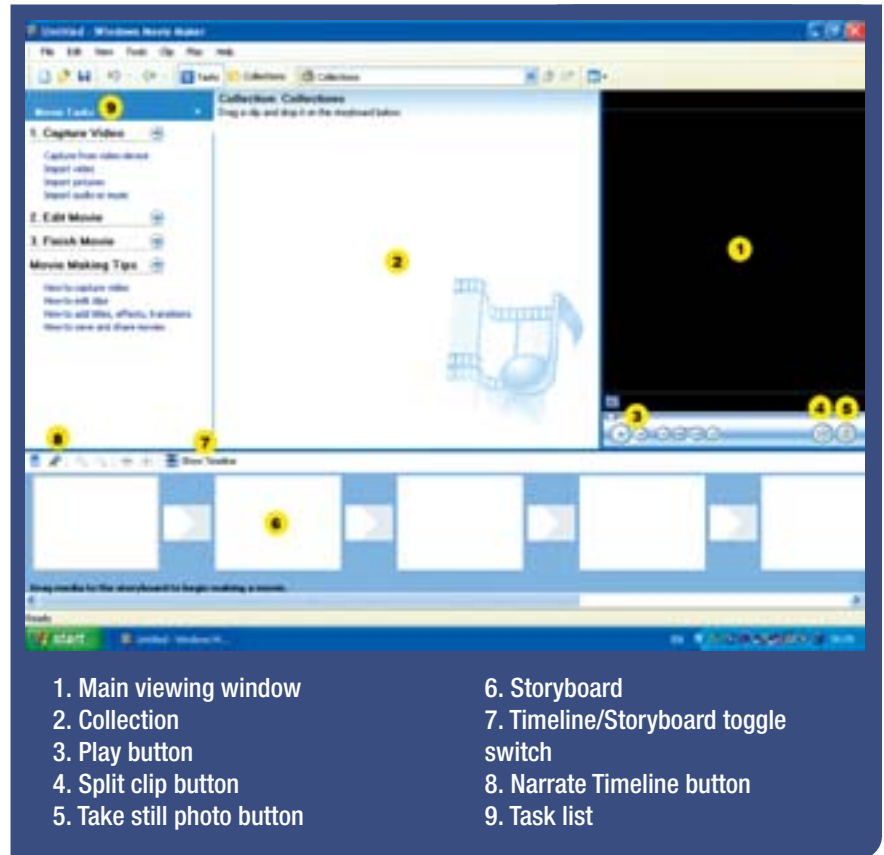 Untitled - Windows Movie Maker
File Edit View Tools Clip Play Help
Tasks Collections Collections
Movie Tasks 9
Collection: Collections
Drag a clip and drop it on the storyboard below.
1. Capture Video
Capture from video device
Import video
Import pictures
Import audio or music
2. Edit Movie
3. Finish Movie
Movie Making Tips
How to capture video
How to edit clips
How to add titles, effects, transitions
How to save and share movies
2
1
3
4
5
8
7
Show Timeline
6
Drag media to the storyboard to begin making a movie.
Ready
start Untitled - Windows M...
1. Main viewing window
2. Collection
3. Play button
4. Split clip button
5. Take still photo button
6. Storyboard
7. Timeline/Storyboard toggle
switch
8. Narrate Timeline button
9. Task list